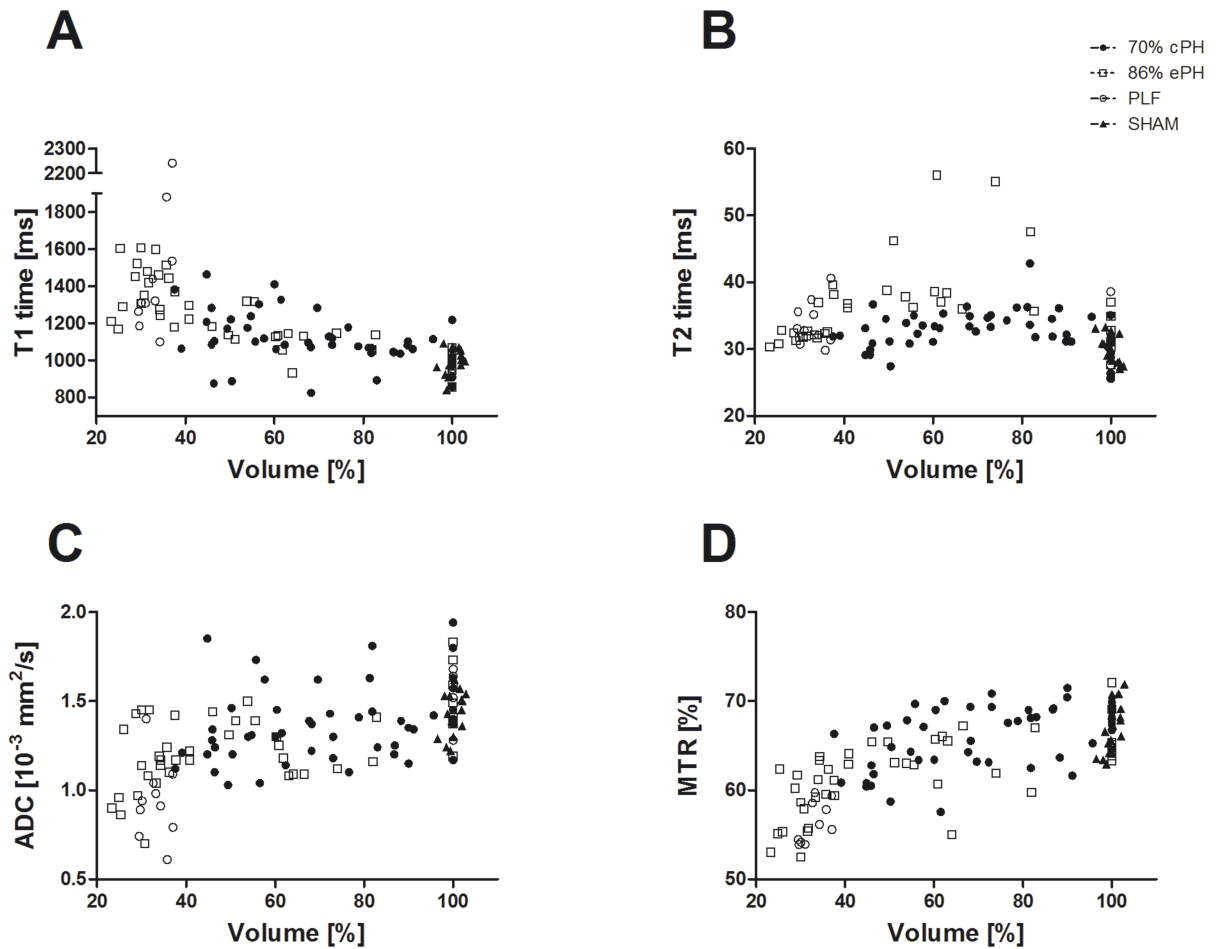 A
B
70% cPH
86% ePH
PLF
SHAM
2300
2200
1800
1600
1400
1200
1000
800
T1 time [ms]
20
40
60
80
100
Volume [%]
60
50
40
30
20
T2 time [ms]
20
40
60
80
100
Volume [%]
C
D
2.0
1.5
1.0
0.5
ADC [10⁻³ mm²/s]
20
40
60
80
100
Volume [%]
80
70
60
50
MTR [%]
20
40
60
80
100
Volume [%]